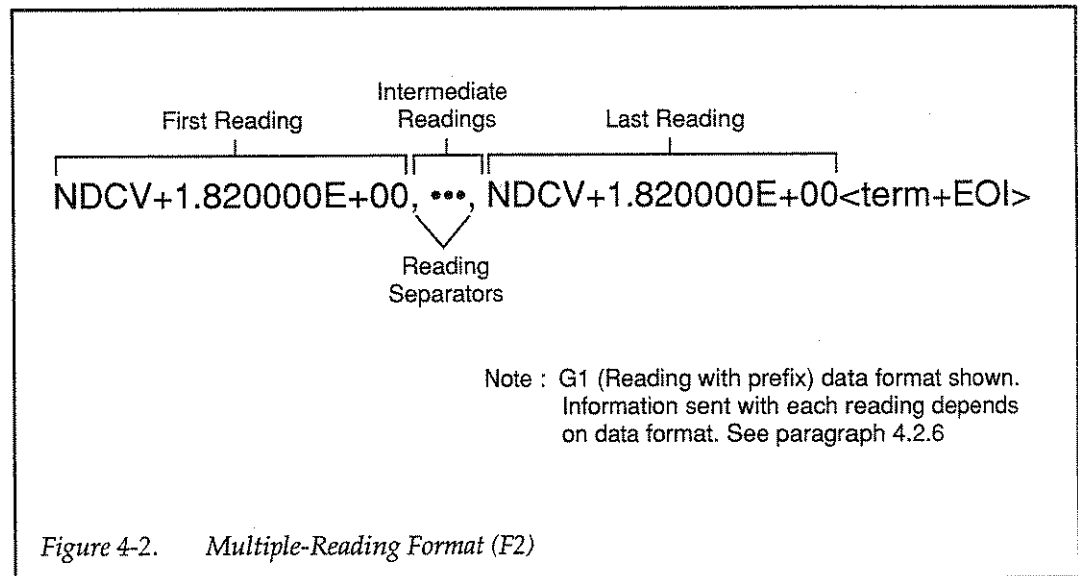 Intermediate
First Reading Readings Last Reading
NDCV+1.820000E+00, •••, NDCV+1.820000E+00<term+EOI>
Reading
Separators
Note : G1 (Reading with prefix) data format shown.
Information sent with each reading depends
on data format. See paragraph 4.2.6
Figure 4-2. Multiple-Reading Format (F2)